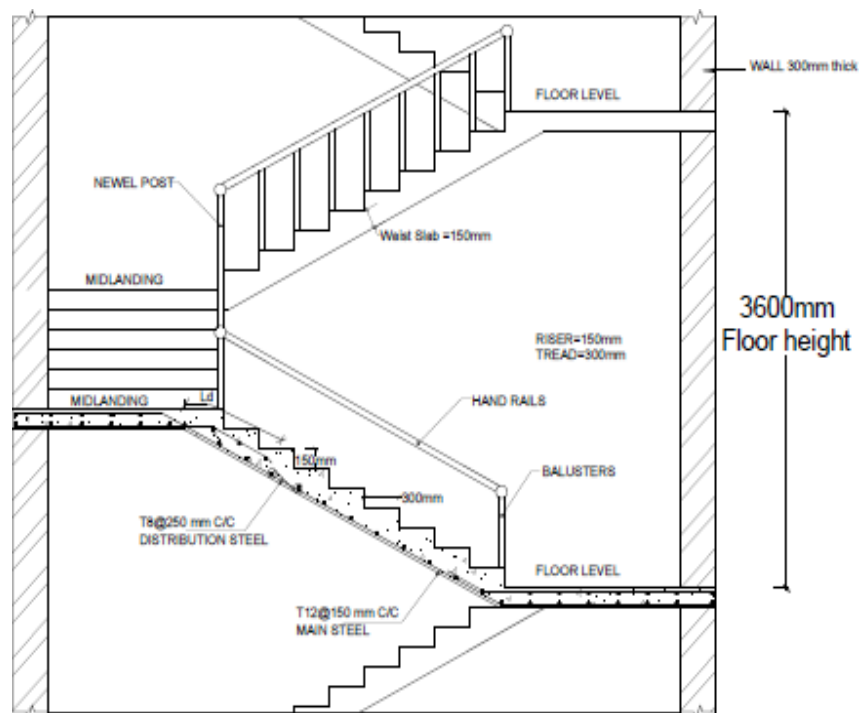 WALL 300mm thick
FLOOR LEVEL
NEWEL POST
Waist Slab =150mm
MIDLANDING
3600mm
Floor height
RISER=150mm
TREAD=300mm
MIDLANDING
Ld
HAND RAILS
150mm
300mm
BALUSTERS
T8@250 mm C/C
DISTRIBUTION STEEL
FLOOR LEVEL
T12@150 mm C/C
MAIN STEEL